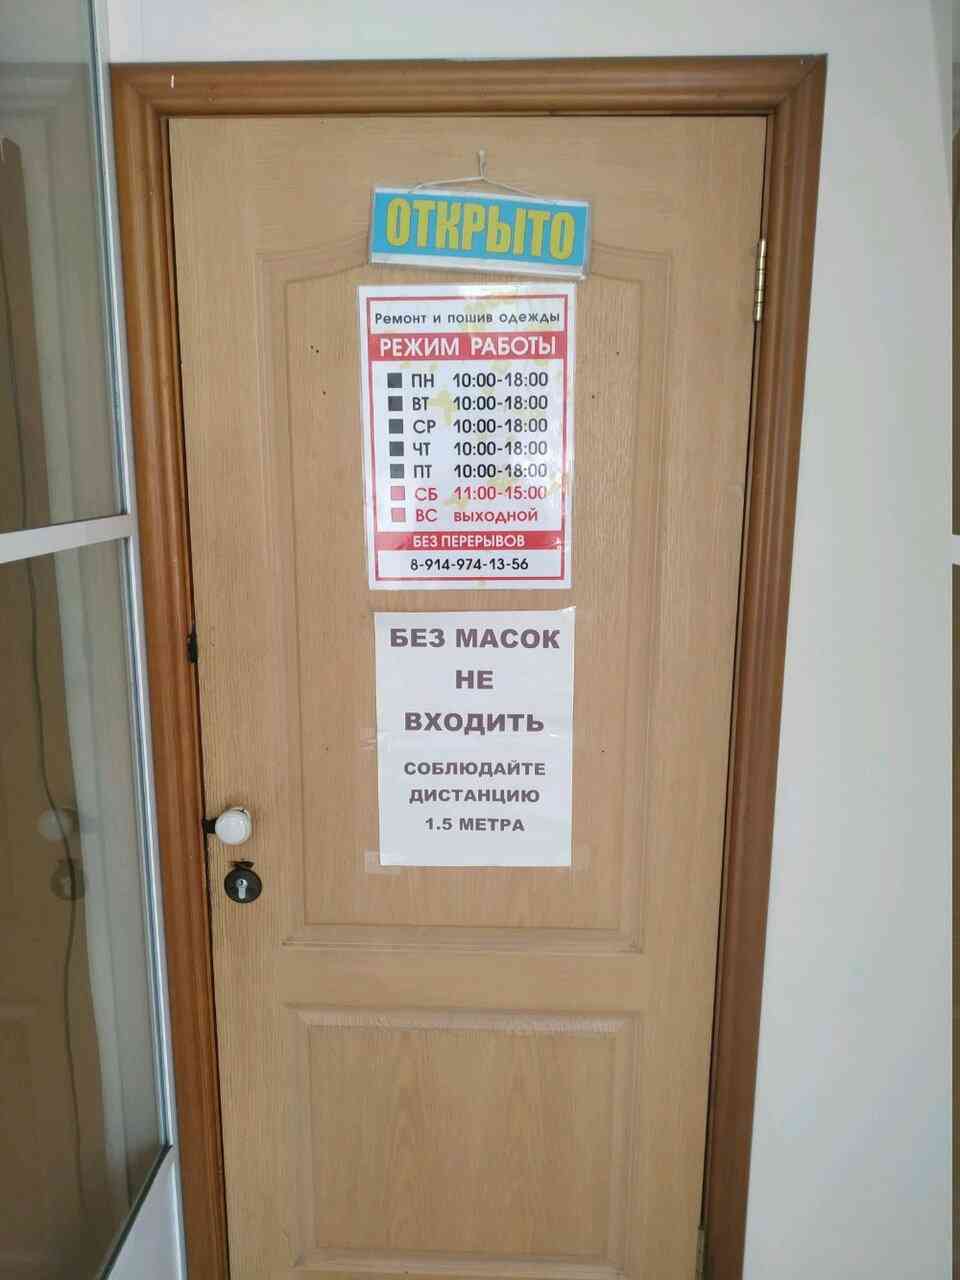 ОТКРЫТО
Ремонт и пошив одежды
РЕЖИМ РАБОТЫ
ПН 10:00-18:00
ВТ 10:00-18:00
СР 10:00-18:00
ЧТ 10:00-18:00
ПТ 10:00-18:00
СБ 11:00-15:00
ВС ВЫХОДНОЙ
БЕЗ ПЕРЕРЫВОВ
8-914-974-13-56
БЕЗ МАСОК
НЕ
ВХОДИТЬ
СОБЛЮДАЙТЕ
ДИСТАНЦИЮ
1.5 МЕТРА